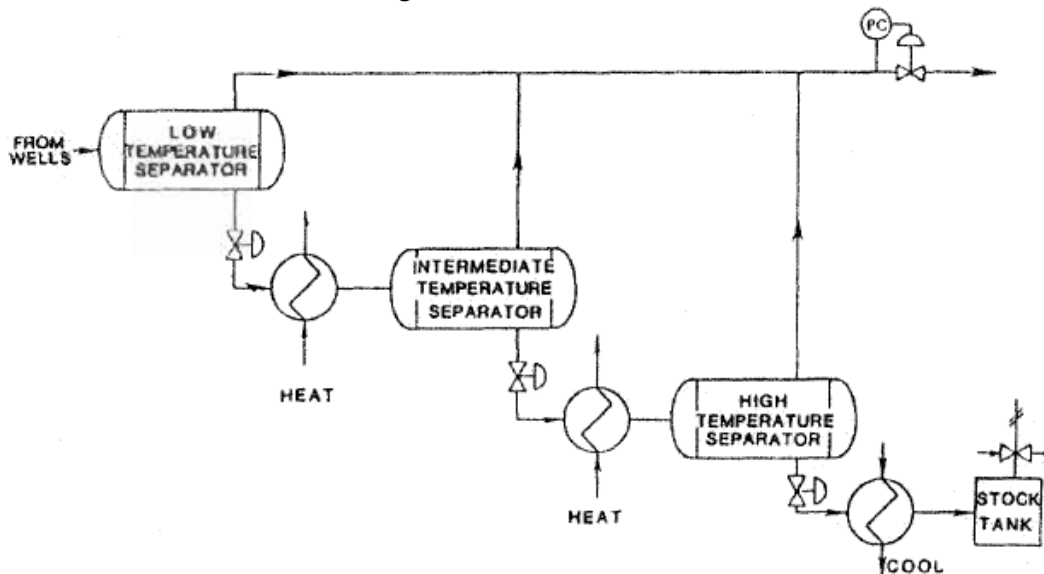 PC
FROM
WELLS
LOW
TEMPERATURE
SEPARATOR
INTERMEDIATE
TEMPERATURE
SEPARATOR
HEAT
HIGH
TEMPERATURE
SEPARATOR
HEAT
STOCK
TANK
COOL